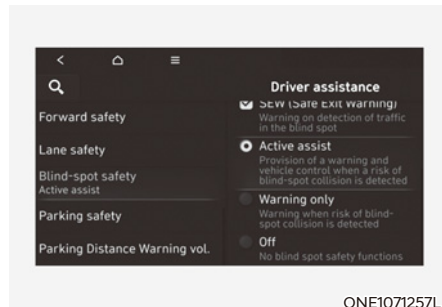 Driver assistance
Forward safety
Lane safety
Blind-spot safety
Active assist
Parking safety
Parking Distance Warning vol.
SEW (Safe Exit Warning)
Warning on detection of traffic
in the blind spot
Active assist
Provision of a warning and
vehicle control when a risk of
blind-spot collision is detected
Warning only
Warning when risk of blind-
spot collision is detected
Off
No blind spot safety functions
ONE1071257L